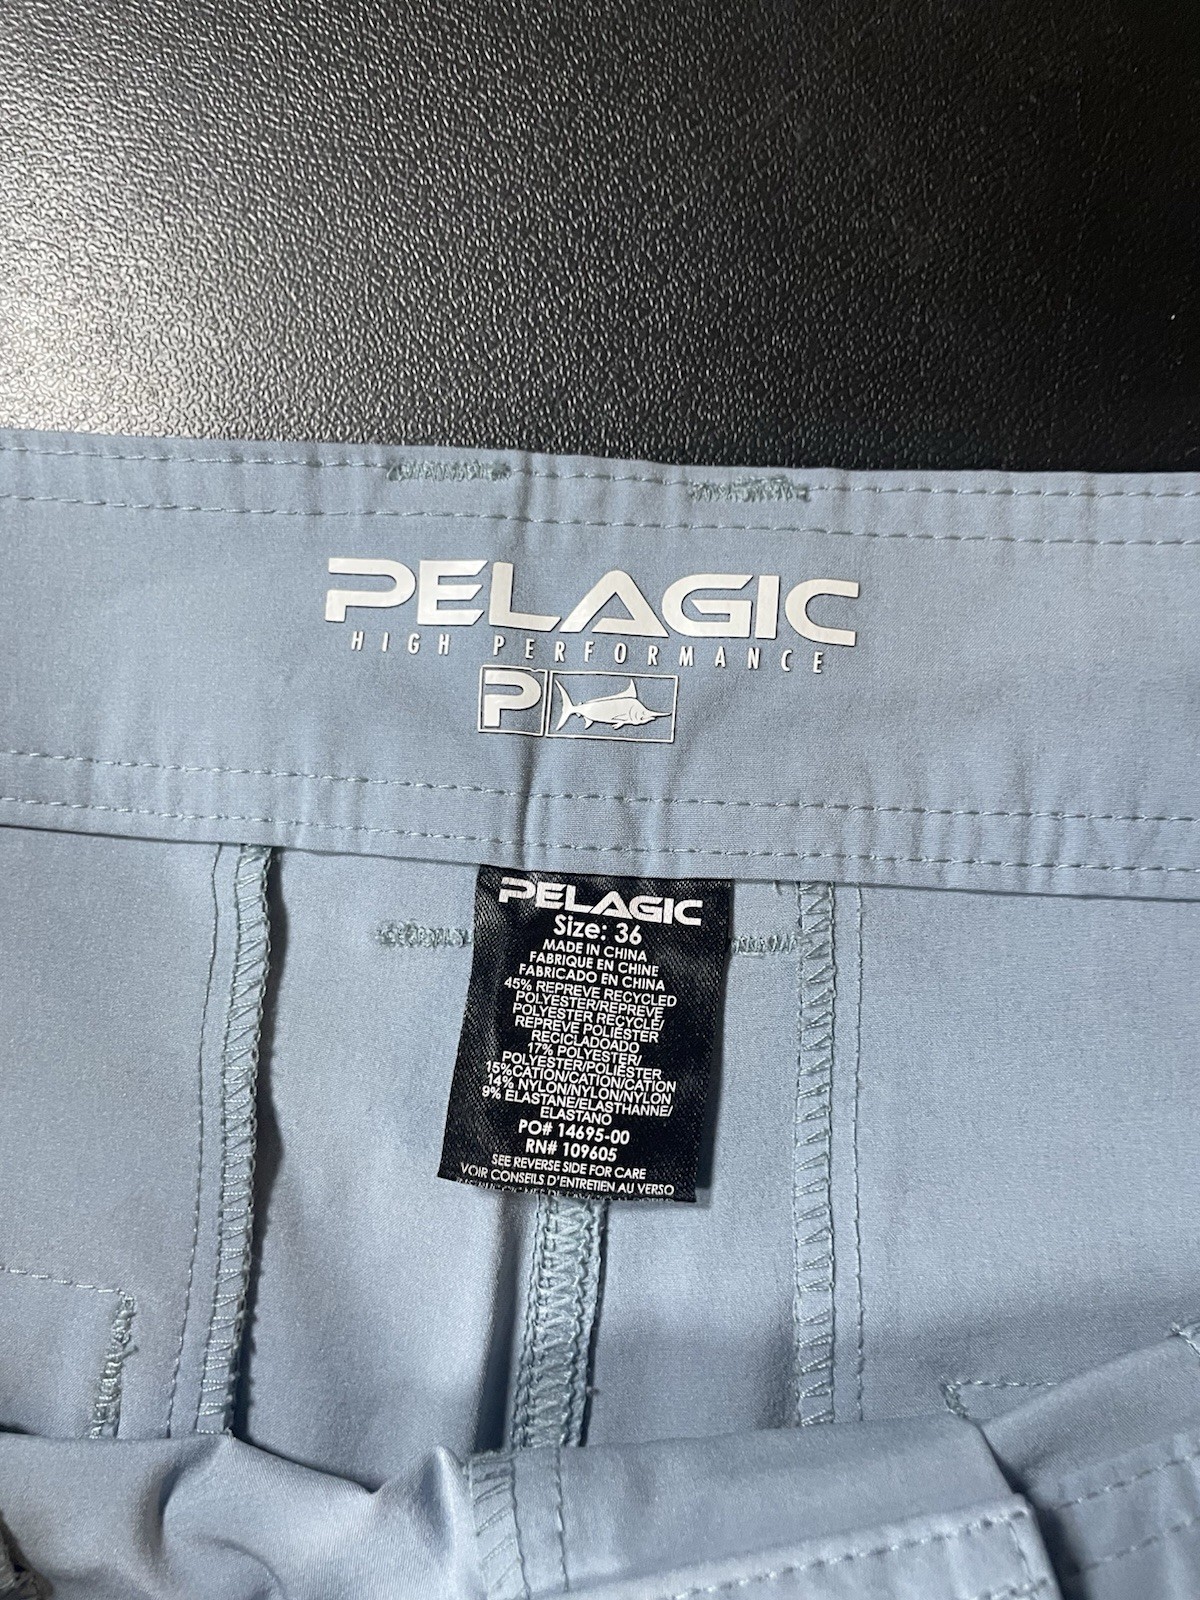 PELAGIC
HIGH PERFORMANCE
P
PELAGIC
Size: 36
MADE IN CHINA
FABRIQUE EN CHINE
FABRICADO EN CHINA
45% REPREVE RECYCLED
POLYESTER/REPREVE
POLYESTER RECYCLE/
REPREVE POLIÉSTER
RECICLADOADO
17% POLYESTER/
POLYESTER/POLIÉSTER
15%CATION/CATION/CATION
14% NYLON/NYLON/NYLON
9% ELASTANE/ELASTHANNE/
ELASTANO
PO# 14695-00
RN# 109605
SEE REVERSE SIDE FOR CARE
VOIR CONSEILS D'ENTRETIEN AU VERSO